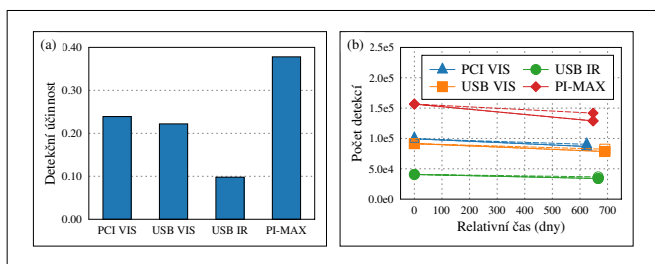 (a)
Detekční účinnost
0.40
0.30
0.20
0.10
0.00
PCI VIS USB VIS USB IR PI-MAX
(b)
Počet detekcí
2.5e5
2.0e5
1.5e5
1.0e5
5.0e4
0.0e0
PCI VIS USB IR
USB VIS PI-MAX
0 100 200 300 400 500 600 700
Relativní čas (dny)